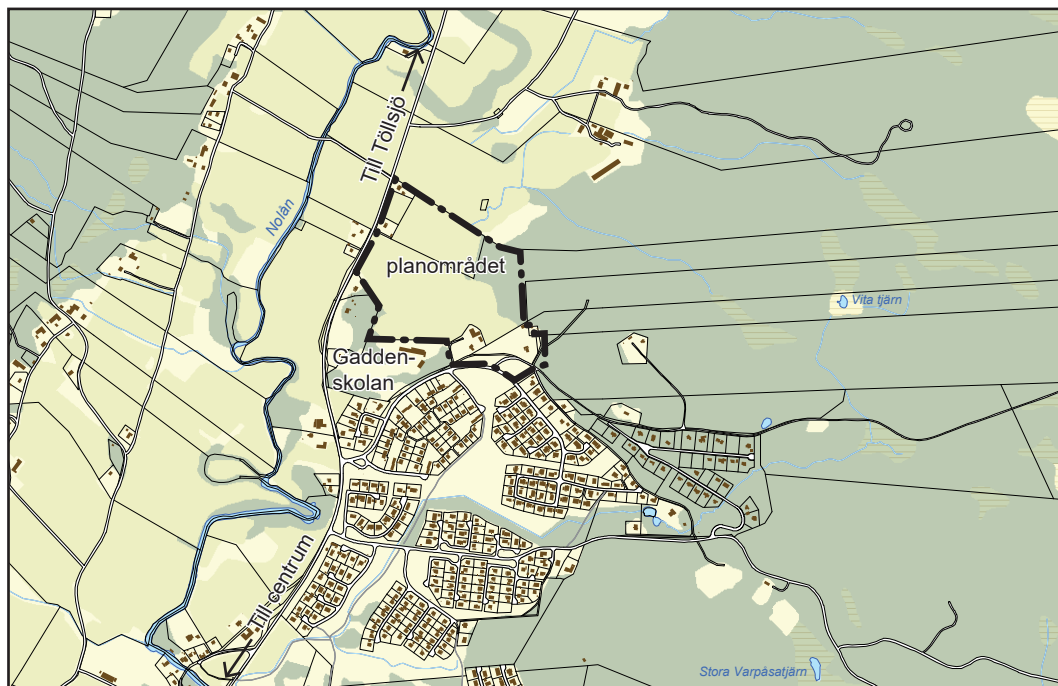 Till Töllsjö
Nolån
planområdet
Vita tjärn
Gadden-
skolan
Till centrum
Stora Varpåsatjärn